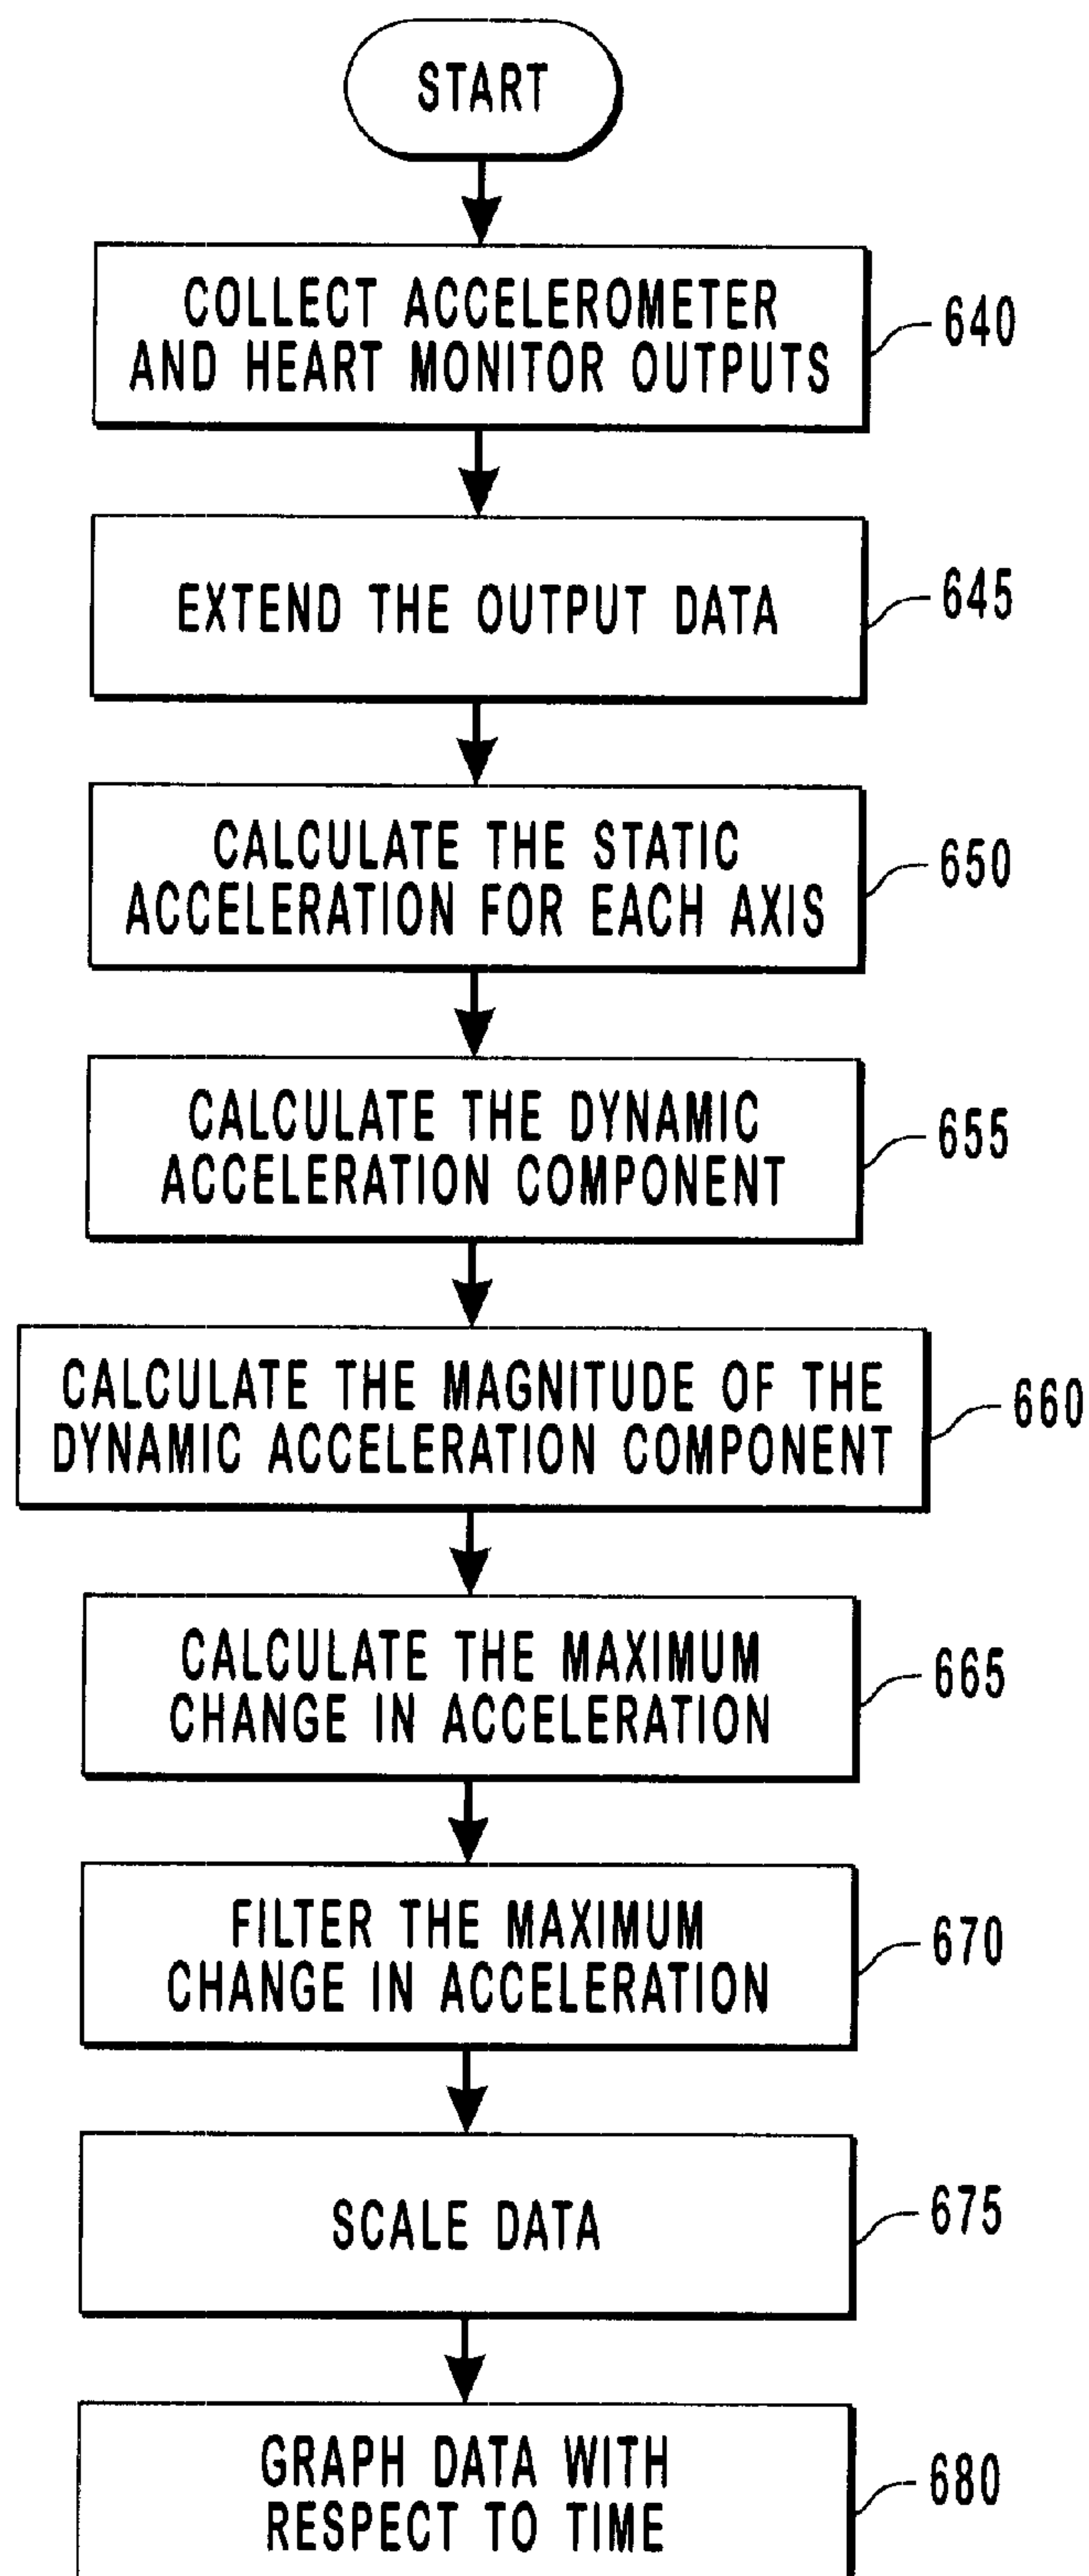 START
COLLECT ACCELEROMETER
AND HEART MONITOR OUTPUTS
640
EXTEND THE OUTPUT DATA
645
CALCULATE THE STATIC
ACCELERATION FOR EACH AXIS
650
CALCULATE THE DYNAMIC
ACCELERATION COMPONENT
655
CALCULATE THE MAGNITUDE OF THE
DYNAMIC ACCELERATION COMPONENT
660
CALCULATE THE MAXIMUM
CHANGE IN ACCELERATION
665
FILTER THE MAXIMUM
CHANGE IN ACCELERATION
670
SCALE DATA
675
GRAPH DATA WITH
RESPECT TO TIME
680